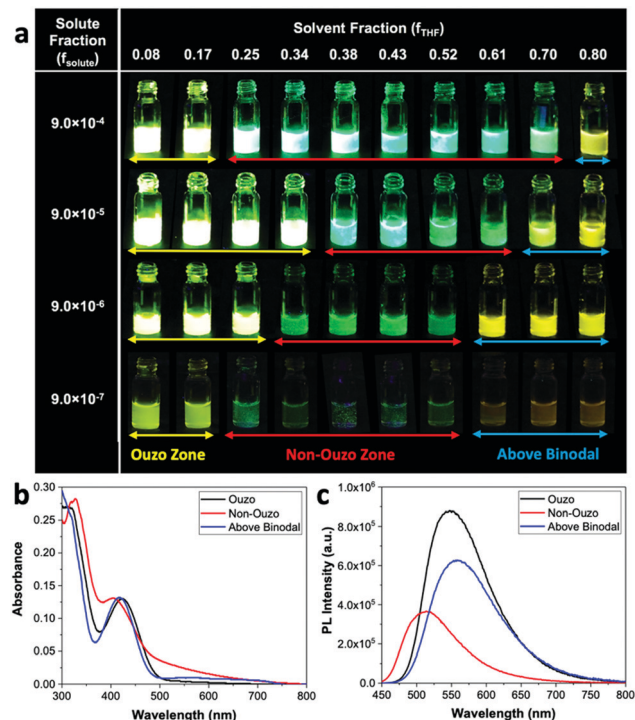 a
Solute Fraction (f_solute)
Solvent Fraction (f_THF)
0.08 0.17 0.25 0.34 0.38 0.43 0.52 0.61 0.70 0.80
9.0×10⁻⁴
9.0×10⁻⁵
9.0×10⁻⁶
9.0×10⁻⁷
Ouzo Zone Non-Ouzo Zone Above Binodal
b
0.30
0.25
0.20
0.15
0.10
0.05
0.00
Absorbance
Ouzo
Non-Ouzo
Above Binodal
300 400 500 600 700 800
Wavelength (nm)
c
1.0x10⁶
8.0x10⁵
6.0x10⁵
4.0x10⁵
2.0x10⁵
0.0
PL Intensity (a.u.)
Ouzo
Non-Ouzo
Above Binodal
450 500 550 600 650 700 750 800
Wavelength (nm)